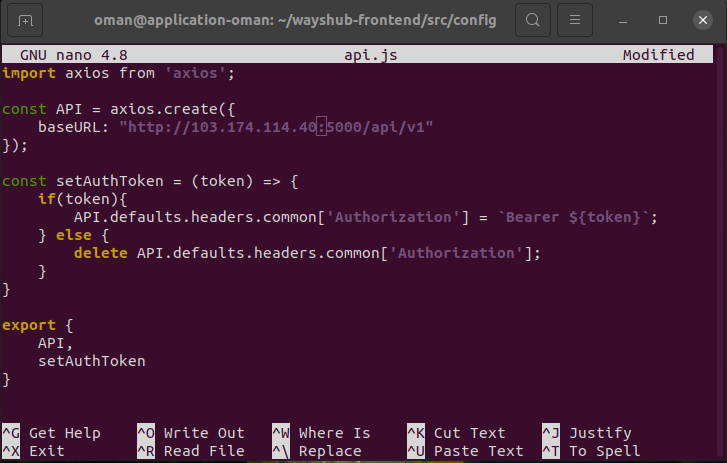 oman@application-oman: ~/wayshub-frontend/src/config
GNU nano 4.8 api.js Modified
import axios from 'axios';
const API = axios.create({
    baseURL: "http://103.174.114.40:5000/api/v1"
});
const setAuthToken = (token) => {
    if(token){
        API.defaults.headers.common['Authorization'] = `Bearer ${token}`;
    } else {
        delete API.defaults.headers.common['Authorization'];
    }
}
export {
    API,
    setAuthToken
}
^G Get Help ^O Write Out ^W Where Is ^K Cut Text ^J Justify
^X Exit ^R Read File ^\ Replace ^U Paste Text ^T To Spell